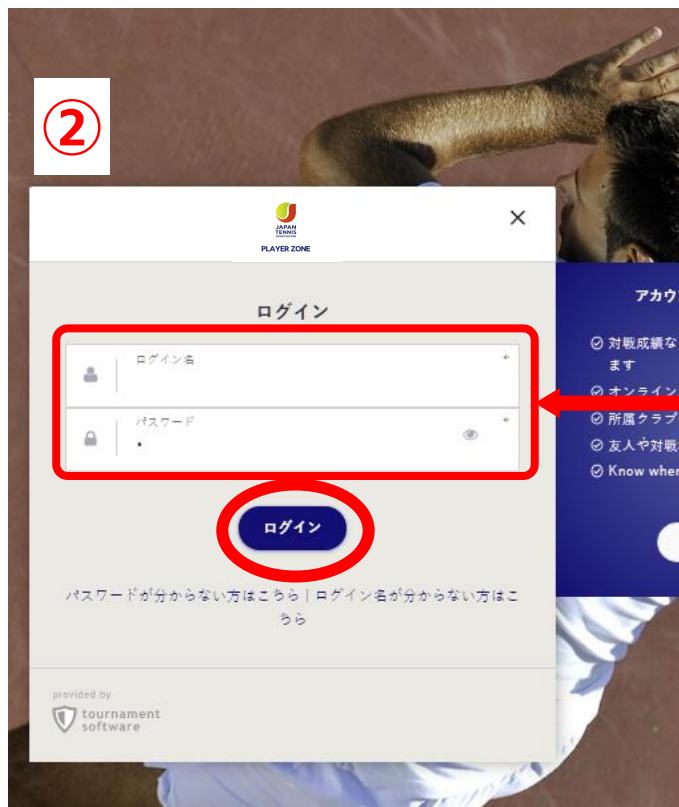 ②
JAPAN
TENNIS
ASSOCIATION
PLAYER ZONE
×
ログイン
ログイン名
*
パスワード
*
•
ログイン
パスワードが分からない方はこちら | ログイン名が分からない方はこ
ちら
provided by
tournament
software
アカウ
対戦成績な
ます
オンライン
所属クラブ
友人や対戦
Know wher